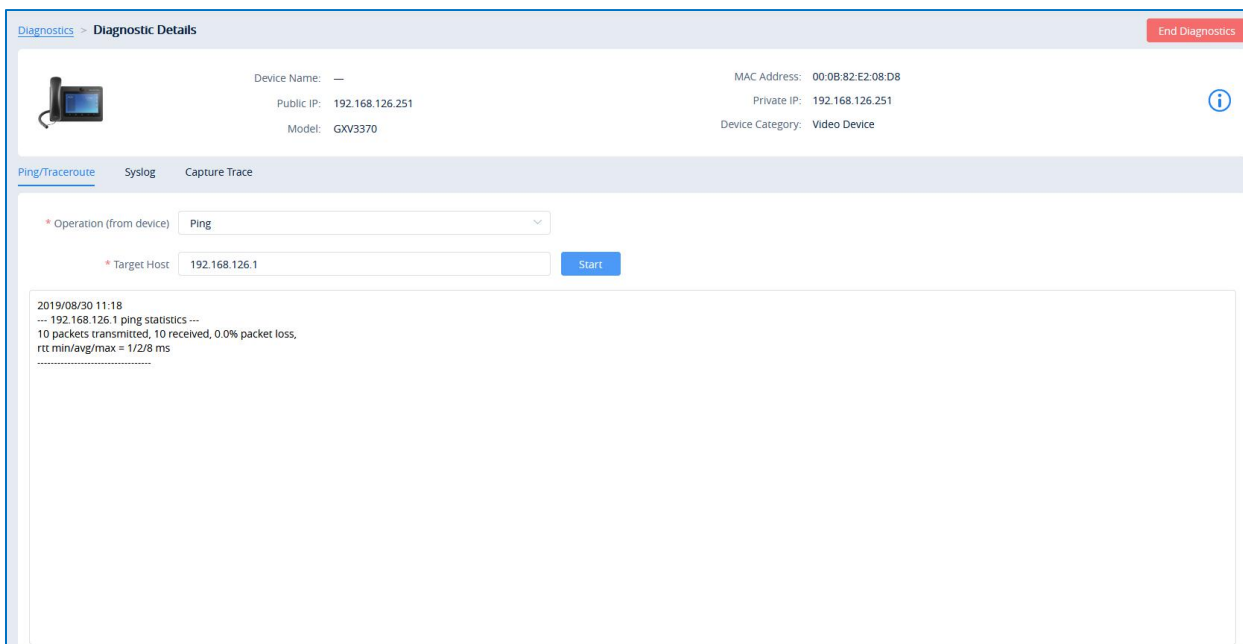 Diagnostics > Diagnostic Details
End Diagnostics
Device Name: —
MAC Address: 00:0B:82:E2:08:D8
Public IP: 192.168.126.251
Private IP: 192.168.126.251
Model: GXV3370
Device Category: Video Device
Ping/Traceroute Syslog Capture Trace
* Operation (from device) Ping
* Target Host 192.168.126.1 Start
2019/08/30 11:18
--- 192.168.126.1 ping statistics ---
10 packets transmitted, 10 received, 0.0% packet loss,
rtt min/avg/max = 1/2/8 ms
----------------------------------